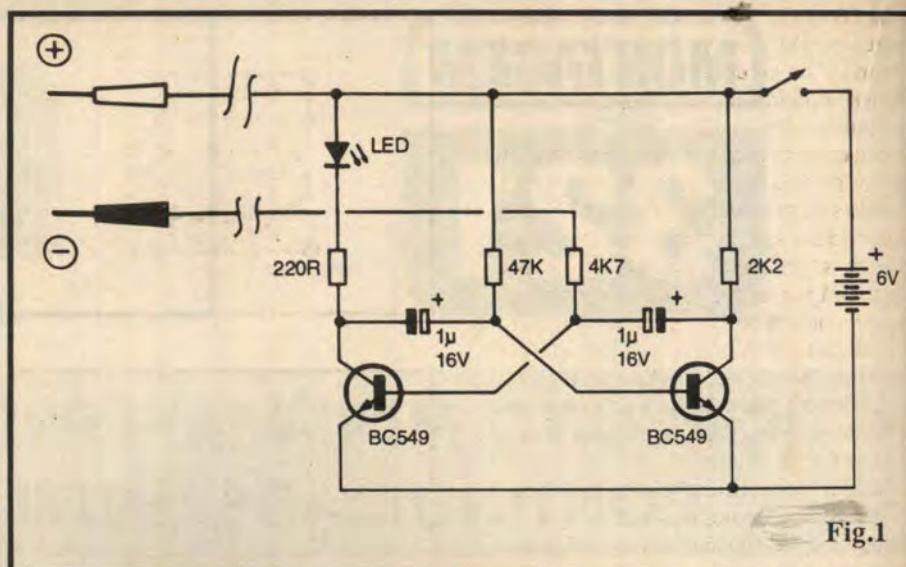 +
LED
−
220R
47K
4K7
2K2
+
6V
+
1µ
16V
+
1µ
16V
BC549
BC549
Fig.1